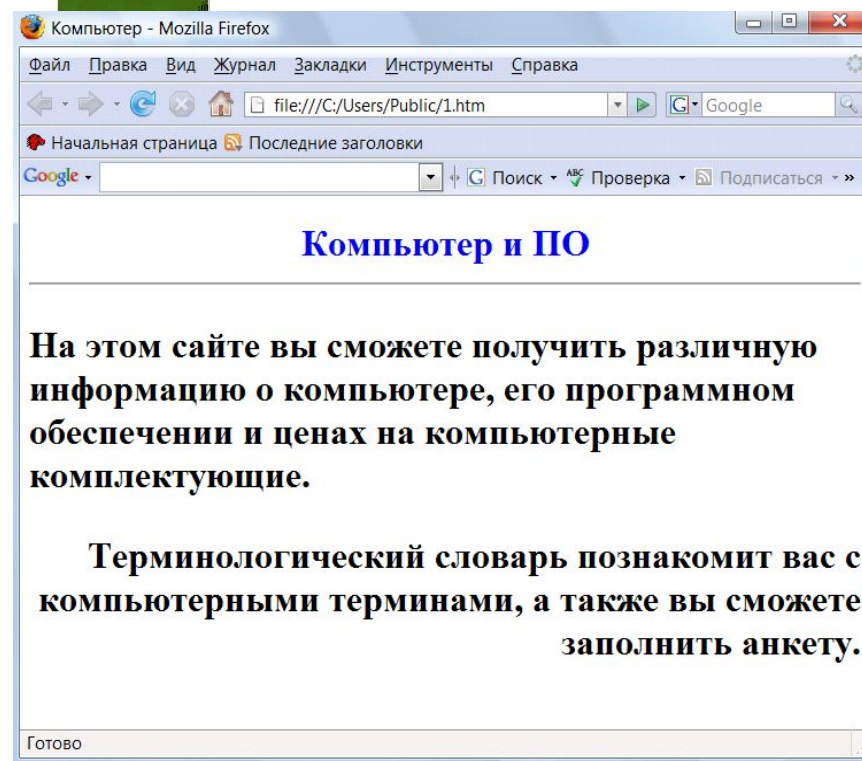 Компьютер - Mozilla Firefox
Файл Правка Вид Журнал Закладки Инструменты Справка
file:///C:/Users/Public/1.htm G Google
Начальная страница Последние заголовки
Google G Поиск ABC Проверка Подписаться »
Компьютер и ПО
На этом сайте вы сможете получить различную
информацию о компьютере, его программном
обеспечении и ценах на компьютерные
комплектующие.
Терминологический словарь познакомит вас с
компьютерными терминами, а также вы сможете
заполнить анкету.
Готово